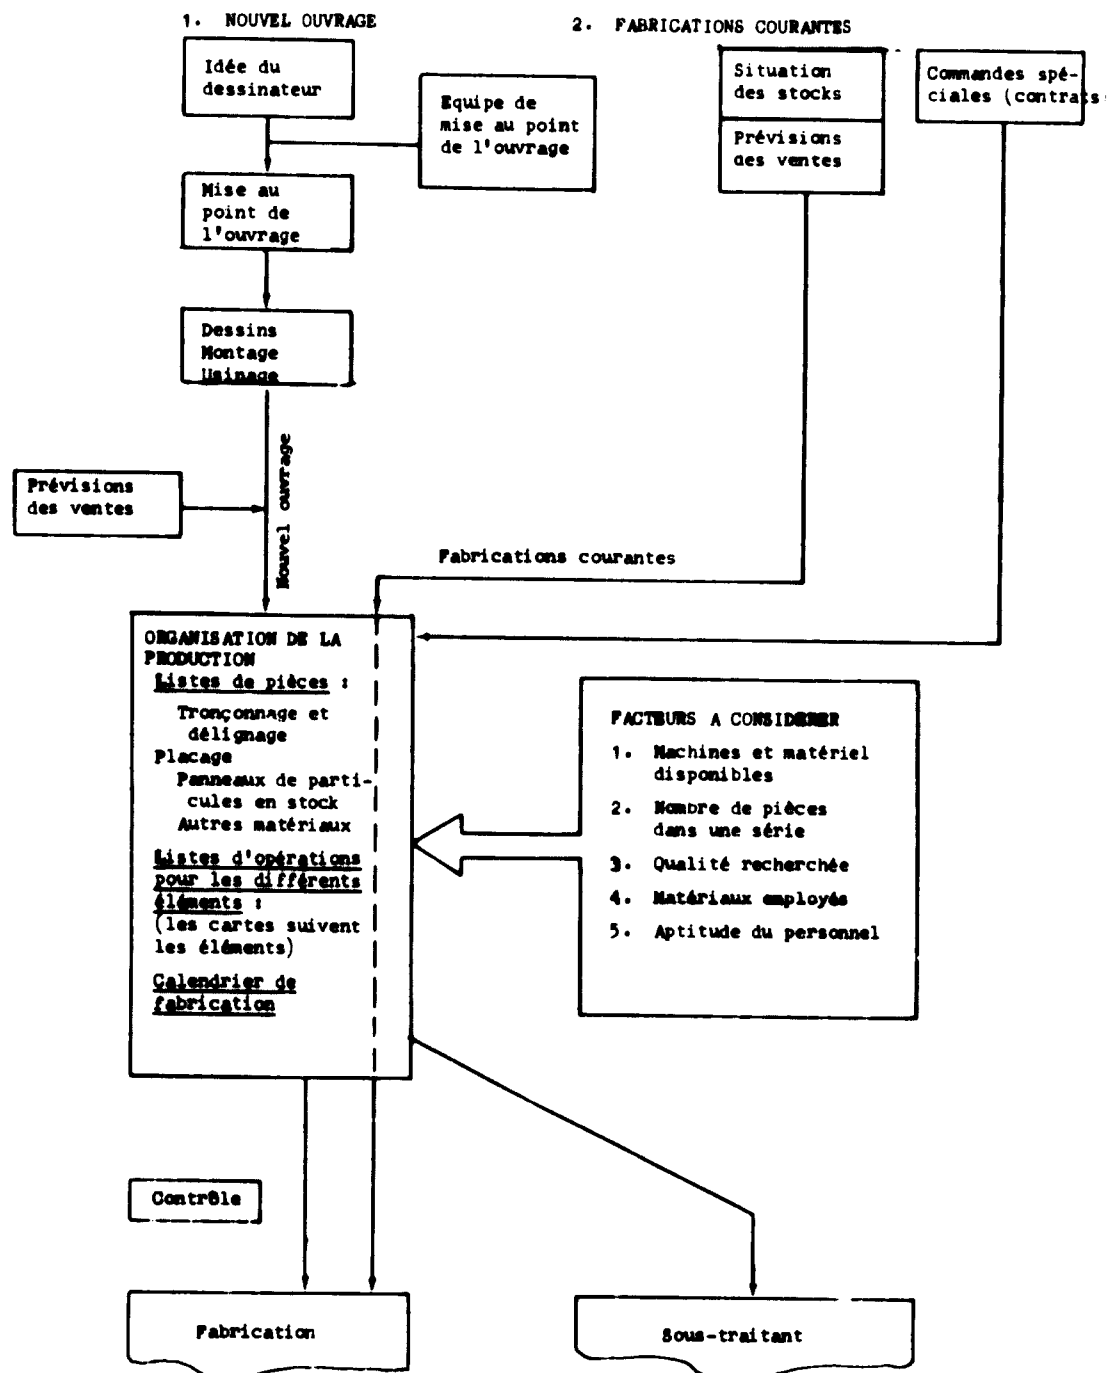 1. NOUVEL OUVRAGE
Idée du
dessinateur
Equipe de
mise au point
de l'ouvrage
Mise au
point de
l'ouvrage
Dessins
Montage
Usinage
Prévisions
des ventes
Nouvel ouvrage
2. FABRICATIONS COURANTES
Situation
des stocks
Prévisions
des ventes
Commandes spé-
ciales (contrats
Fabrications courantes
ORGANISATION DE LA
PRODUCTION
Listes de pièces :
Tronçonnage et
délignage
Placage
Panneaux de parti-
cules en stock
Autres matériaux
Listes d'opérations
pour les différents
éléments :
(les cartes suivent
les éléments)
Calendrier de
fabrication
FACTEURS A CONSIDERER
1. Machines et matériel
disponibles
2. Nombre de pièces
dans une série
3. Qualité recherchée
4. Matériaux employés
5. Aptitude du personnel
Contrôle
Fabrication
Sous-traitant